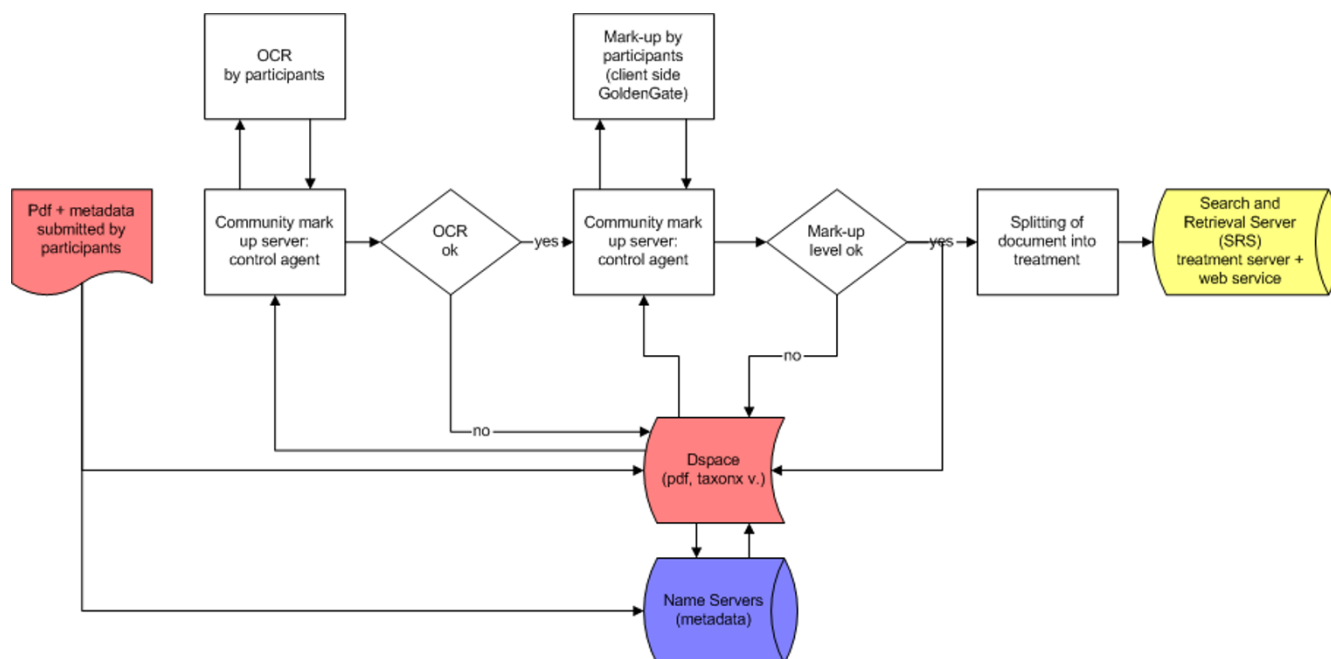 OCR
by participants
Mark-up by
participants
(client side
GoldenGate)
Pdf + metadata
submitted by
participants
Community mark
up server:
control agent
OCR
ok
yes
Community mark
up server:
control agent
Mark-up
level ok
yes
Splitting of
document into
treatment
Search and
Retrieval Server
(SRS)
treatment server +
web service
no
no
Dspace
(pdf, taxonx v.)
Name Servers
(metadata)